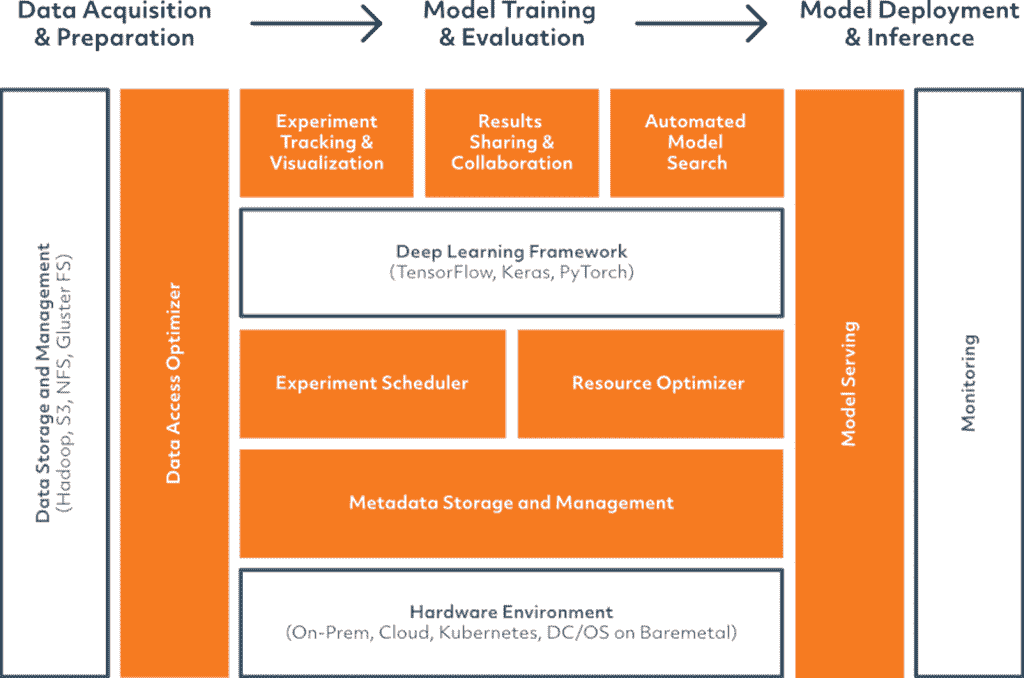 Data Acquisition
& Preparation
Model Training
& Evaluation
Model Deployment
& Inference
Data Storage and Management
(Hadoop, S3, NFS, Gluster FS)
Data Access Optimizer
Experiment
Tracking &
Visualization
Results
Sharing &
Collaboration
Automated
Model
Search
Deep Learning Framework
(TensorFlow, Keras, PyTorch)
Experiment Scheduler
Resource Optimizer
Metadata Storage and Management
Hardware Environment
(On-Prem, Cloud, Kubernetes, DC/OS on Baremetal)
Model Serving
Monitoring